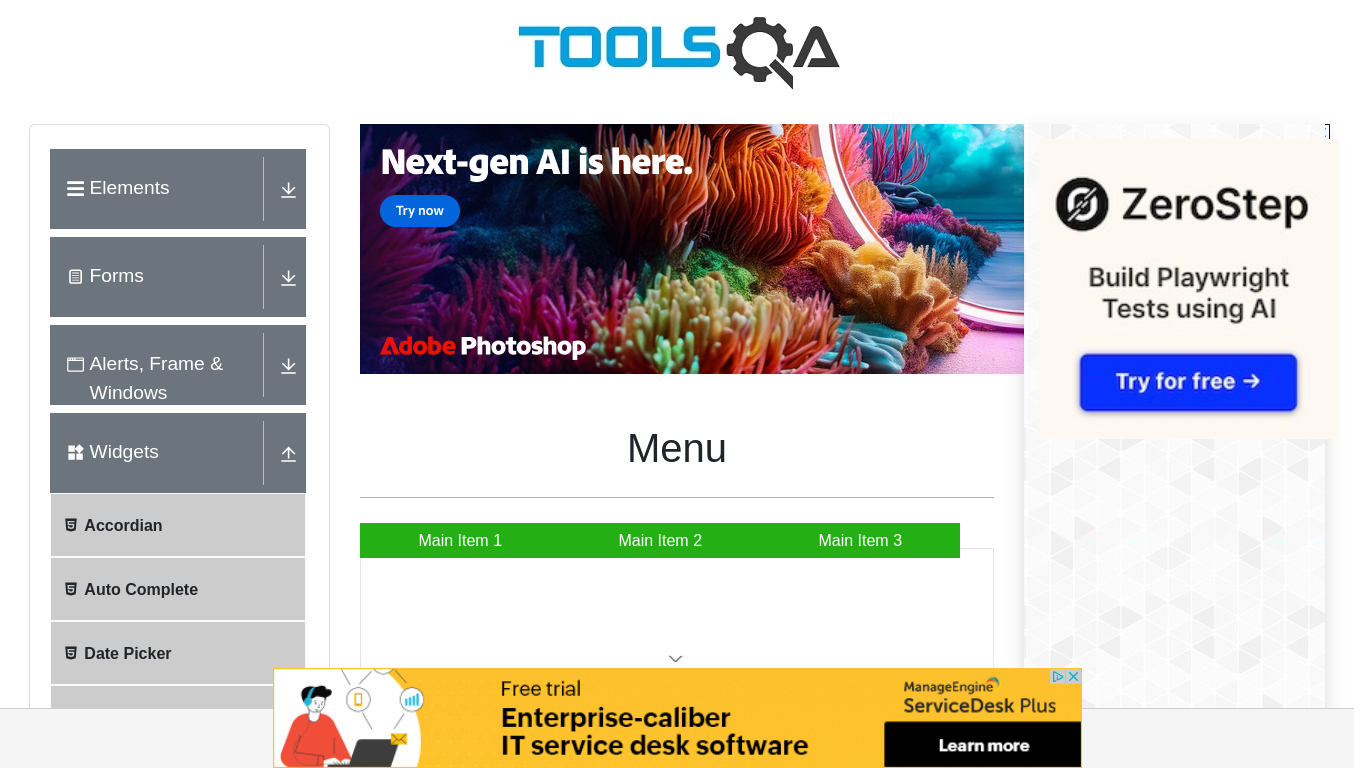 TOOLSQA
Elements
Forms
Alerts, Frame &
Windows
Widgets
Accordian
Auto Complete
Date Picker
Next-gen AI is here.
Try now
Adobe Photoshop
Menu
Main Item 1
Main Item 2
Main Item 3
ZeroStep
Build Playwright
Tests using AI
Try for free →
Free trial
Enterprise-caliber
IT service desk software
ManageEngine
ServiceDesk Plus
Learn more